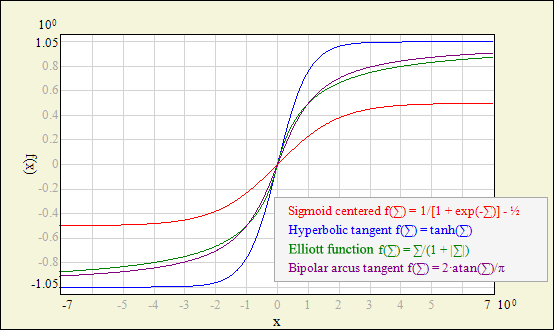 10⁰
1.05
0.8
0.6
0.4
0.2
0
-0.2
-0.4
-0.6
-0.8
-1.05
f(x)
Sigmoid centered f(∑) = 1/[1 + exp(-∑)] - ½
Hyperbolic tangent f(∑) = tanh(∑)
Elliott function f(∑) = ∑/(1 + |∑|)
Bipolar arcus tangent f(∑) = 2·atan(∑)/π
-7 -5 -4 -3 -2 -1 0 1 2 3 4 5 7 10⁰
x